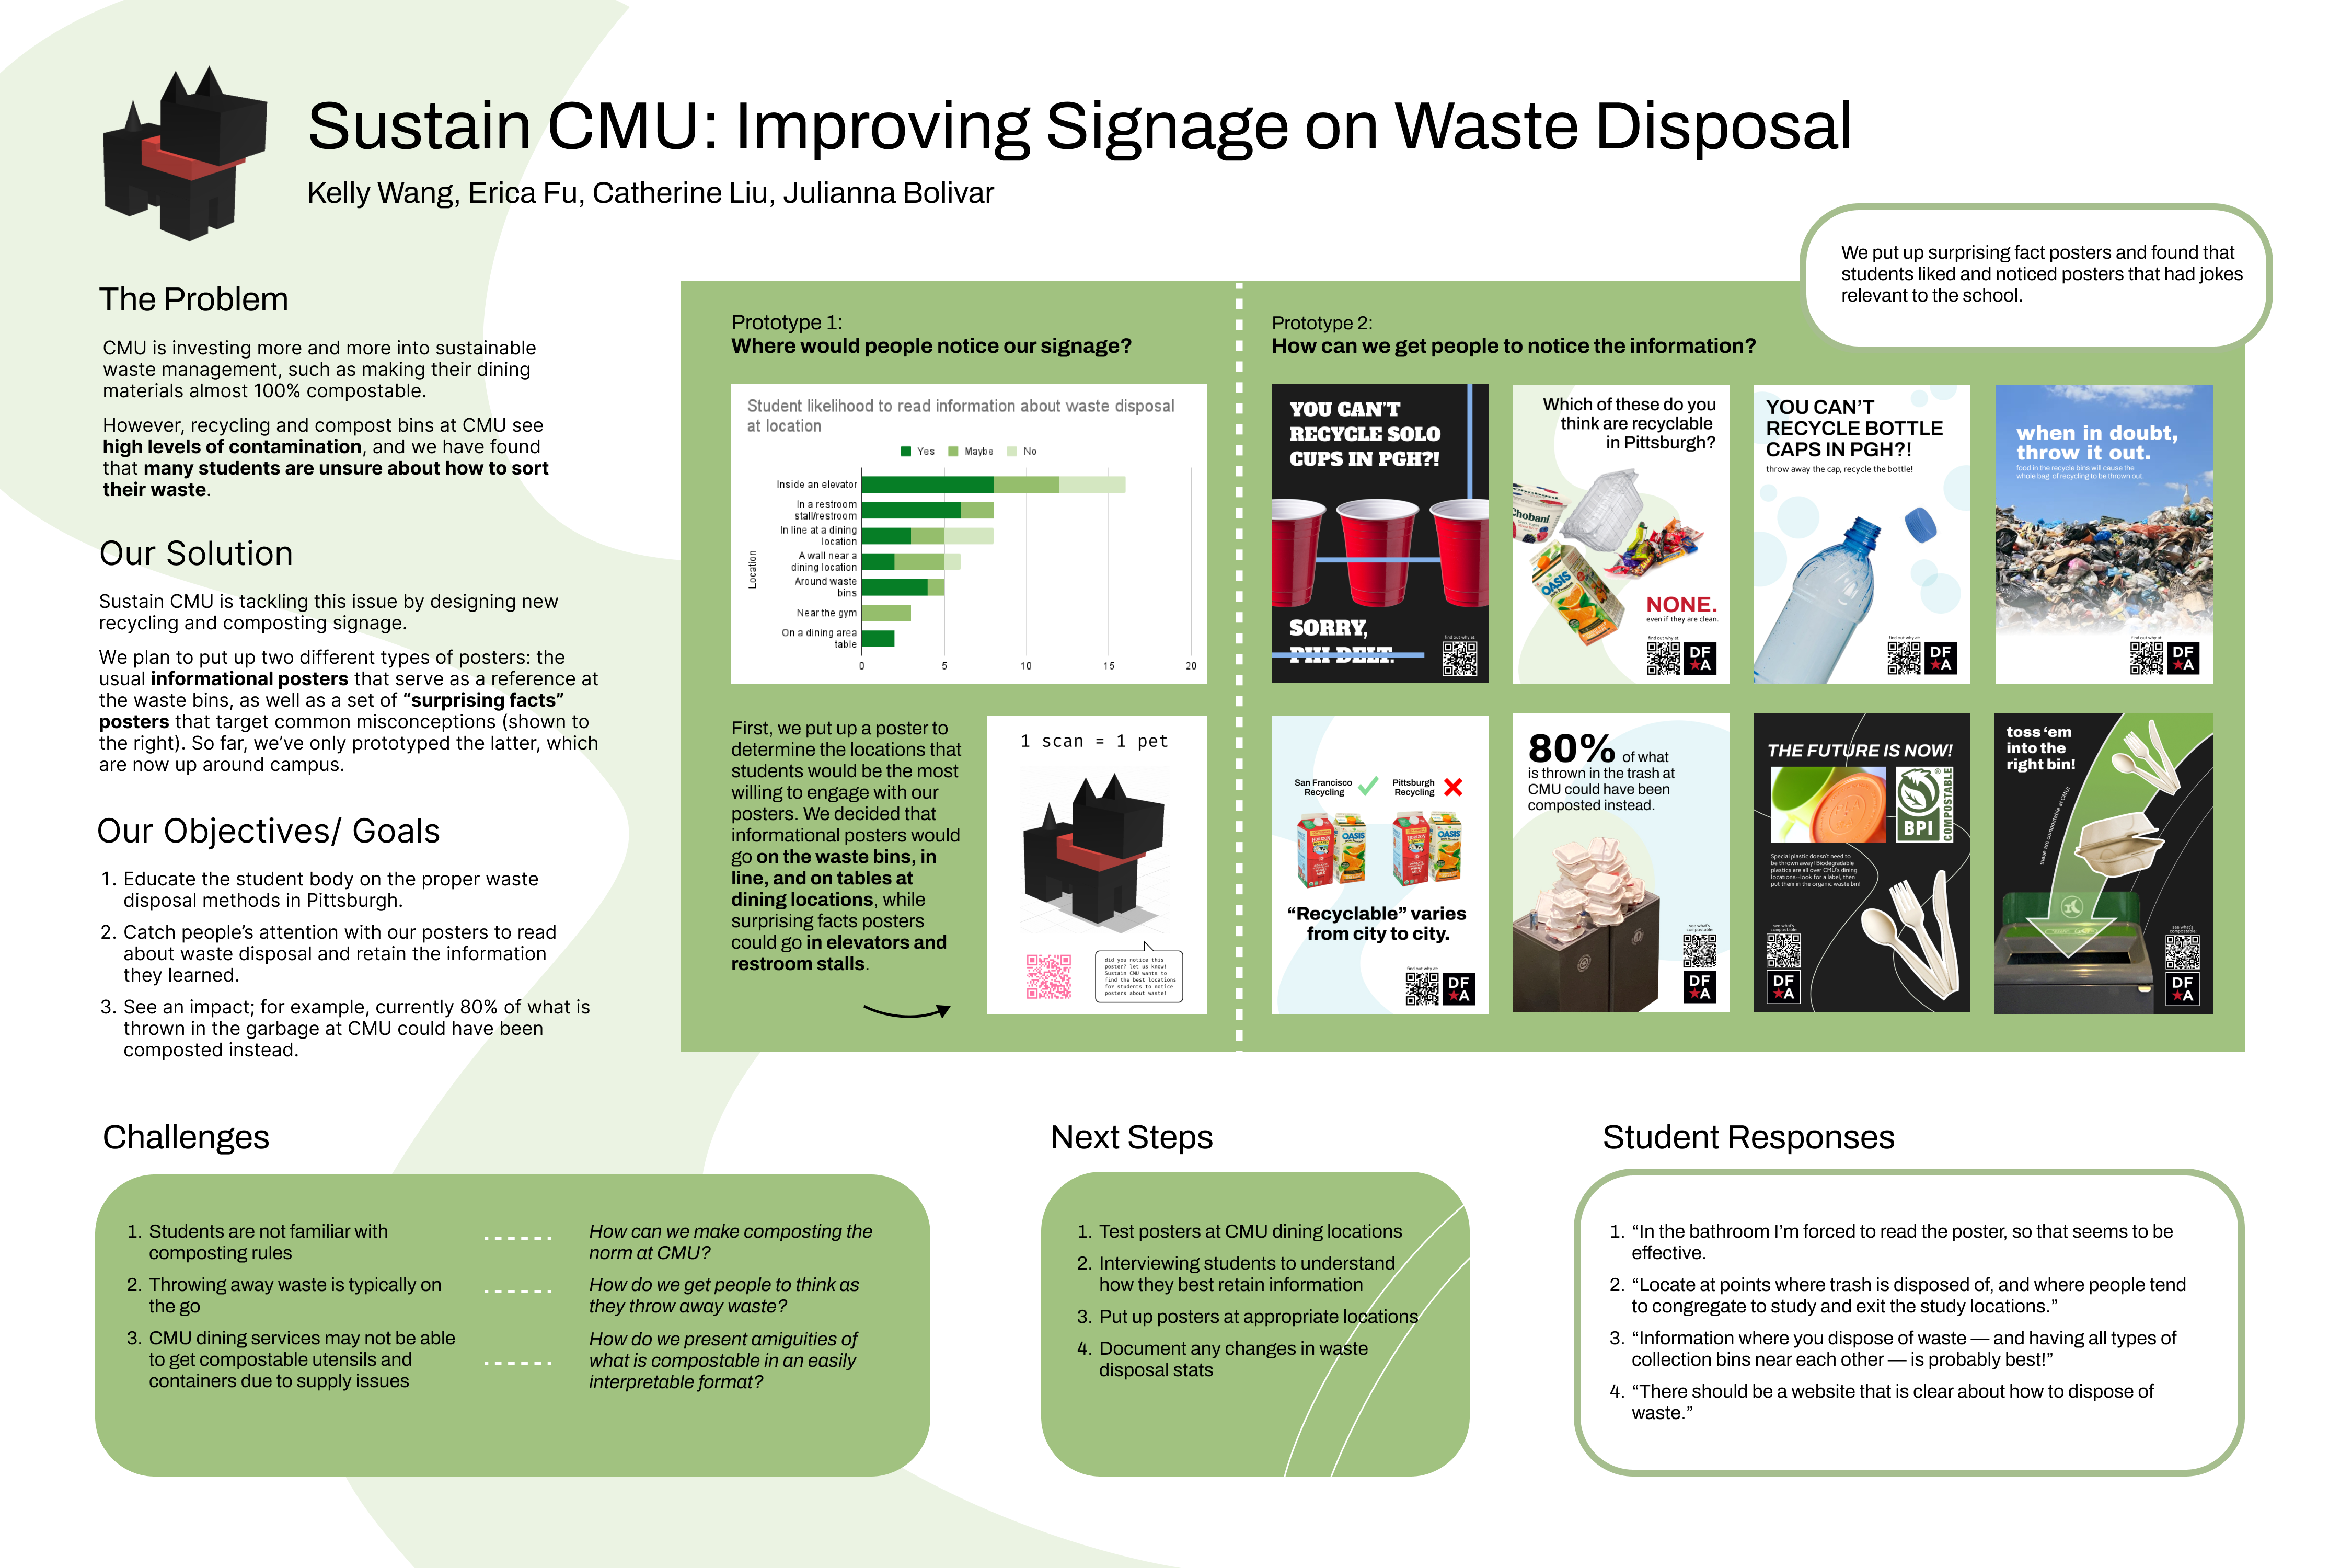 Sustain CMU: Improving Signage on Waste Disposal
Kelly Wang, Erica Fu, Catherine Liu, Julianna Bolivar
We put up surprising fact posters and found that
students liked and noticed posters that had jokes
relevant to the school.
The Problem
CMU is investing more and more into sustainable
waste management, such as making their dining
materials almost 100% compostable.
However, recycling and compost bins at CMU see
high levels of contamination, and we have found
that many students are unsure about how to sort
their waste.
Our Solution
Sustain CMU is tackling this issue by designing new
recycling and composting signage.
We plan to put up two different types of posters: the
usual informational posters that serve as a reference at
the waste bins, as well as a set of “surprising facts”
posters that target common misconceptions (shown to
the right). So far, we’ve only prototyped the latter, which
are now up around campus.
Our Objectives/ Goals
1. Educate the student body on the proper waste
disposal methods in Pittsburgh.
2. Catch people’s attention with our posters to read
about waste disposal and retain the information
they learned.
3. See an impact; for example, currently 80% of what is
thrown in the garbage at CMU could have been
composted instead.
Prototype 1:
Where would people notice our signage?
Student likelihood to read information about waste disposal
at location
Yes Maybe No
Location
Inside an elevator
In a restroom
stall/restroom
In line at a dining
location
A wall near a
dining location
Around waste
bins
Near the gym
On a dining area
table
0 5 10 15 20
First, we put up a poster to
determine the locations that
students would be the most
willing to engage with our
posters. We decided that
informational posters would
go on the waste bins, in
line, and on tables at
dining locations, while
surprising facts posters
could go in elevators and
restroom stalls.
1 scan = 1 pet
did you notice this
poster? let us know!
Sustain CMU wants to
find the best locations
for students to notice
posters about waste!
Prototype 2:
How can we get people to notice the information?
YOU CAN’T
RECYCLE SOLO
CUPS IN PGH?!
SORRY,
PHI DELT.
find out why at:
Which of these do you
think are recyclable
in Pittsburgh?
Chobani
OASIS
NONE.
even if they are clean.
find out why at:
DF
A
YOU CAN’T
RECYCLE BOTTLE
CAPS IN PGH?!
throw away the cap, recycle the bottle!
find out why at:
DF
A
when in doubt,
throw it out.
food in the recycle bins will cause the
whole bag of recycling to be thrown out.
find out why at:
DF
A
San Francisco
Recycling
Pittsburgh
Recycling
OASIS
OASIS
“Recyclable” varies
from city to city.
find out why at:
DF
A
80% of what
is thrown in the trash at
CMU could have been
composted instead.
see what's
compostable:
DF
A
THE FUTURE IS NOW!
BPI
COMPOSTABLE
Special plastic doesn't need to
be thrown away! Biodegradable
plastics are all over CMU's dining
locations—look for a label, then
put them in the organic waste bin!
see what's
compostable:
DF
A
toss ‘em
into the
right bin!
these are compostable at CMU!
see what's
compostable:
DF
A
Challenges
1. Students are not familiar with
composting rules
How can we make composting the
norm at CMU?
2. Throwing away waste is typically on
the go
How do we get people to think as
they throw away waste?
3. CMU dining services may not be able
to get compostable utensils and
containers due to supply issues
How do we present amiguities of
what is compostable in an easily
interpretable format?
Next Steps
1. Test posters at CMU dining locations
2. Interviewing students to understand
how they best retain information
3. Put up posters at appropriate locations
4. Document any changes in waste
disposal stats
Student Responses
1. “In the bathroom I’m forced to read the poster, so that seems to be
effective.
2. “Locate at points where trash is disposed of, and where people tend
to congregate to study and exit the study locations.”
3. “Information where you dispose of waste — and having all types of
collection bins near each other — is probably best!”
4. “There should be a website that is clear about how to dispose of
waste.”